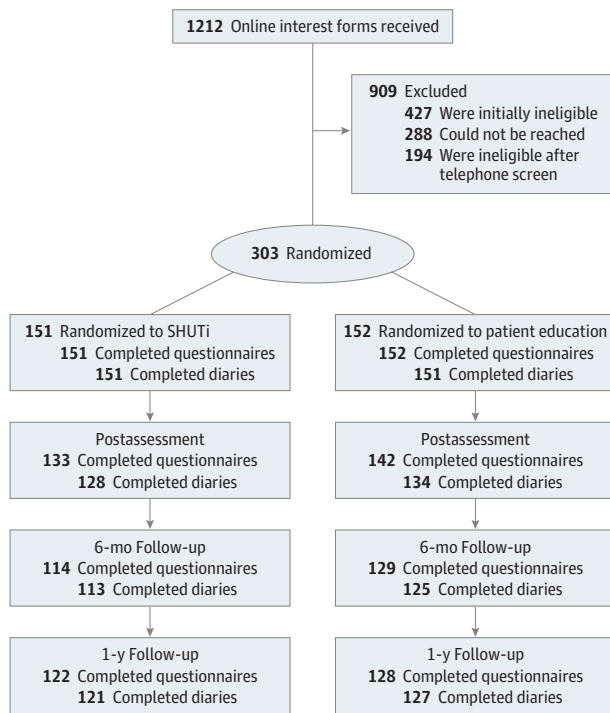 1212 Online interest forms received
909 Excluded
427 Were initially ineligible
288 Could not be reached
194 Were ineligible after
telephone screen
303 Randomized
151 Randomized to SHUTi
151 Completed questionnaires
151 Completed diaries
152 Randomized to patient education
152 Completed questionnaires
151 Completed diaries
Postassessment
133 Completed questionnaires
128 Completed diaries
Postassessment
142 Completed questionnaires
134 Completed diaries
6-mo Follow-up
114 Completed questionnaires
113 Completed diaries
6-mo Follow-up
129 Completed questionnaires
125 Completed diaries
1-y Follow-up
122 Completed questionnaires
121 Completed diaries
1-y Follow-up
128 Completed questionnaires
127 Completed diaries